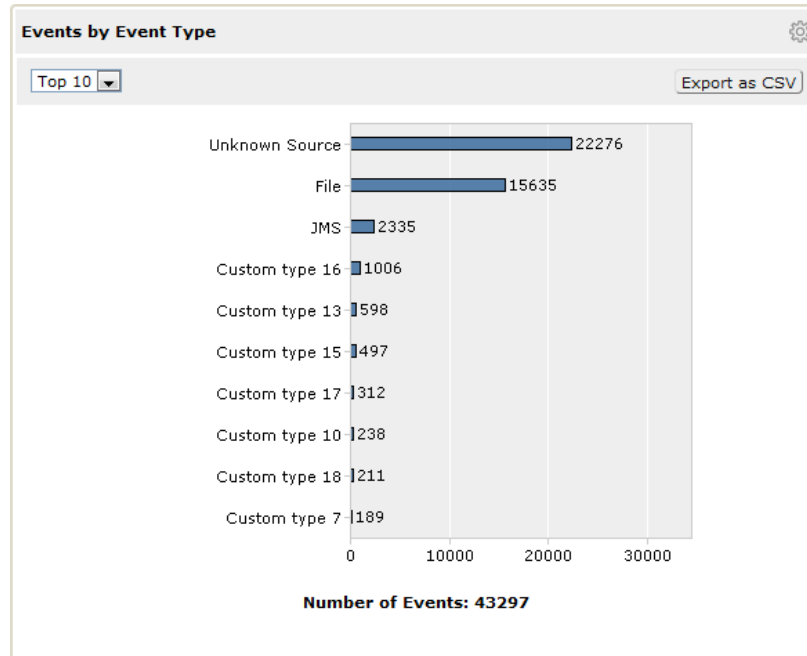 Events by Event Type
Top 10 Export as CSV
Unknown Source 22276
File 15635
JMS 2335
Custom type 16 1006
Custom type 13 598
Custom type 15 497
Custom type 17 312
Custom type 10 238
Custom type 18 211
Custom type 7 189
0 10000 20000 30000
Number of Events: 43297